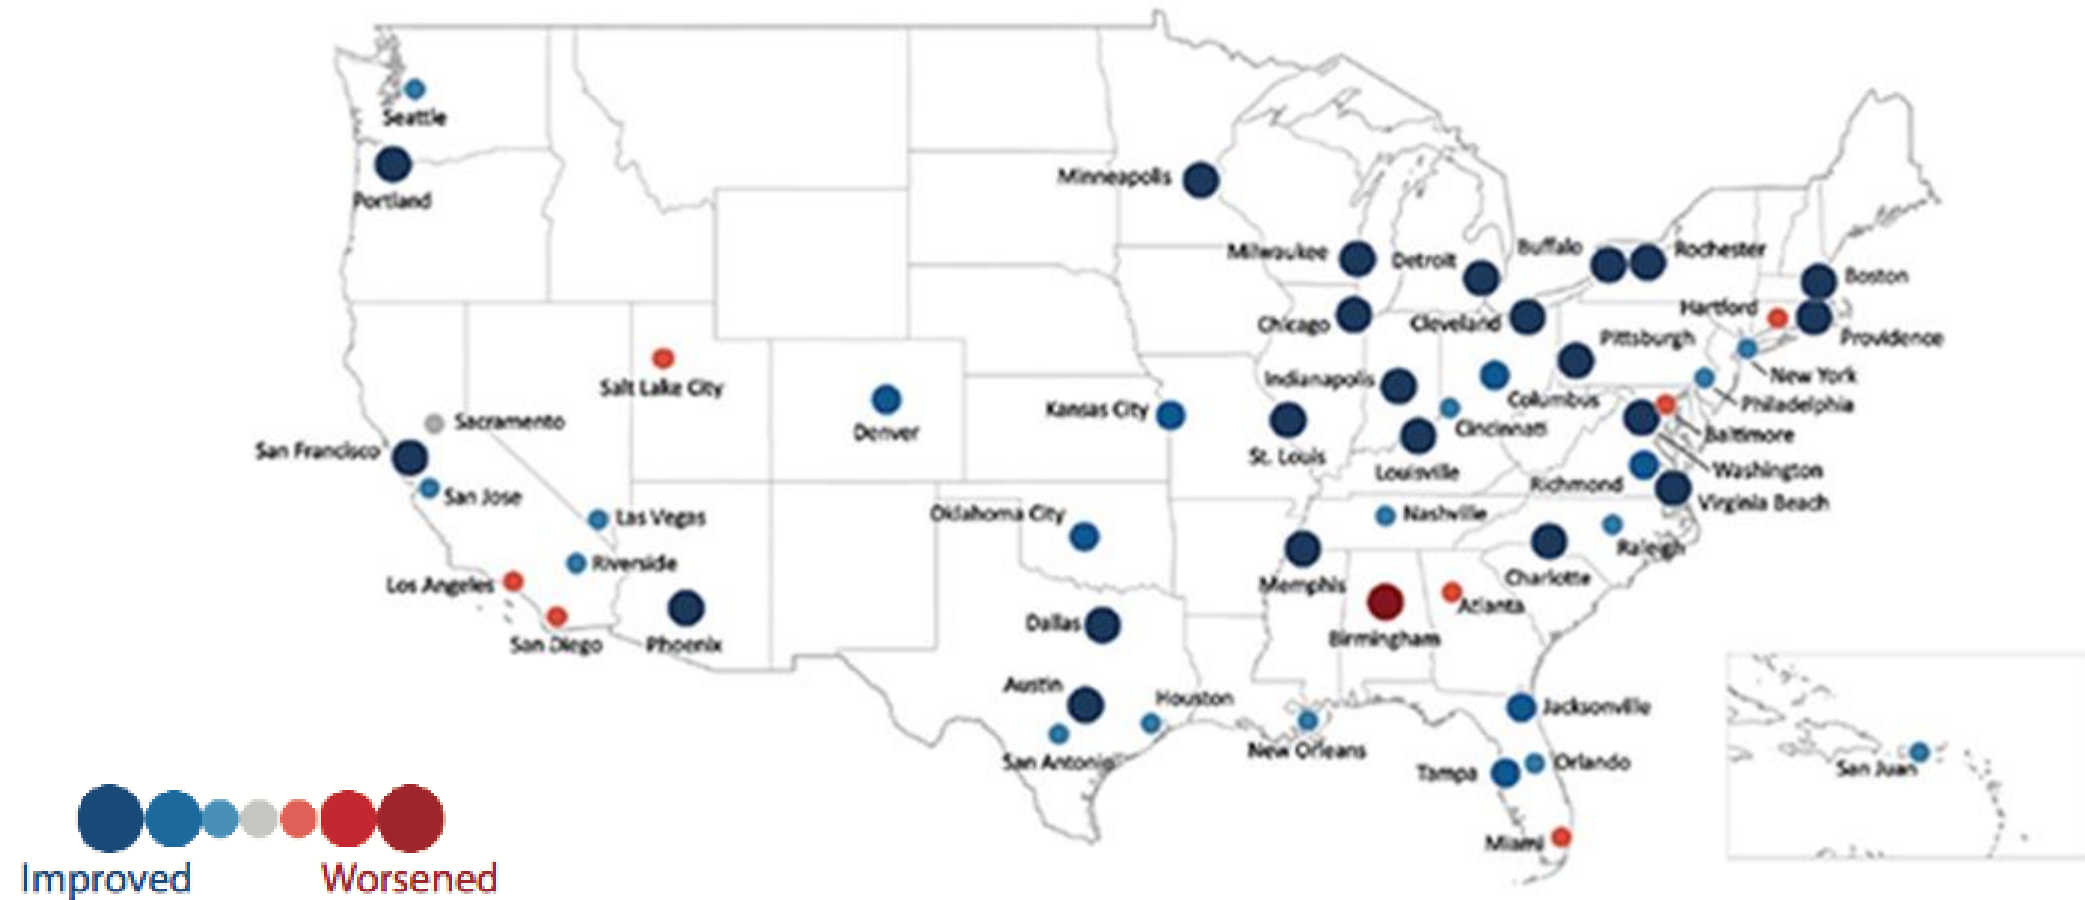 Seattle
Portland
Minneapolis
Milwaukee
Detroit
Buffalo
Rochester
Boston
Hartford
Chicago
Cleveland
Pittsburgh
Providence
Salt Lake City
Indianapolis
New York
Columbus
Philadelphia
Kansas City
Sacramento
Denver
Cincinnati
Baltimore
San Francisco
St. Louis
Louisville
Washington
Richmond
San Jose
Virginia Beach
Las Vegas
Oklahoma City
Nashville
Raleigh
Riverside
Los Angeles
Memphis
Charlotte
Atlanta
San Diego
Phoenix
Dallas
Birmingham
Austin
Houston
Jacksonville
New Orleans
San Antonio
Tampa
Orlando
San Juan
Miami
Improved
Worsened